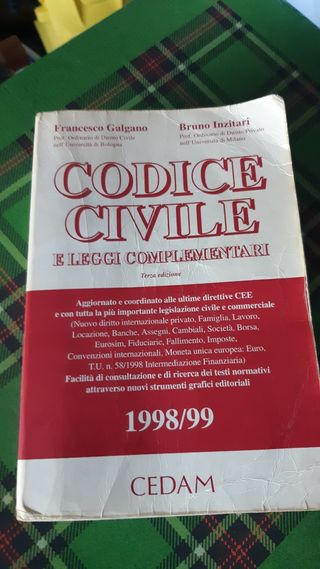 Francesco Galgano
Prof. Ordinario di Diritto Civile
nell'Università di Bologna
Bruno Inzitari
Prof. Ordinario di Diritto Privato
nell'Università di Milano
CODICE
CIVILE
E LEGGI COMPLEMENTARI
Terza edizione
Aggiornato e coordinato alle ultime direttive CEE
e con tutta la più importante legislazione civile e commerciale
(Nuovo diritto internazionale privato, Famiglia, Lavoro,
Locazione, Banche, Assegni, Cambiali, Società, Borsa,
Eurosim, Fiduciarie, Fallimento, Imposte,
Convenzioni internazionali, Moneta unica europea: Euro,
T.U. n. 58/1998 Intermediazione Finanziaria)
Facilità di consultazione e di ricerca dei testi normativi
attraverso nuovi strumenti grafici editoriali
1998/99
CEDAM